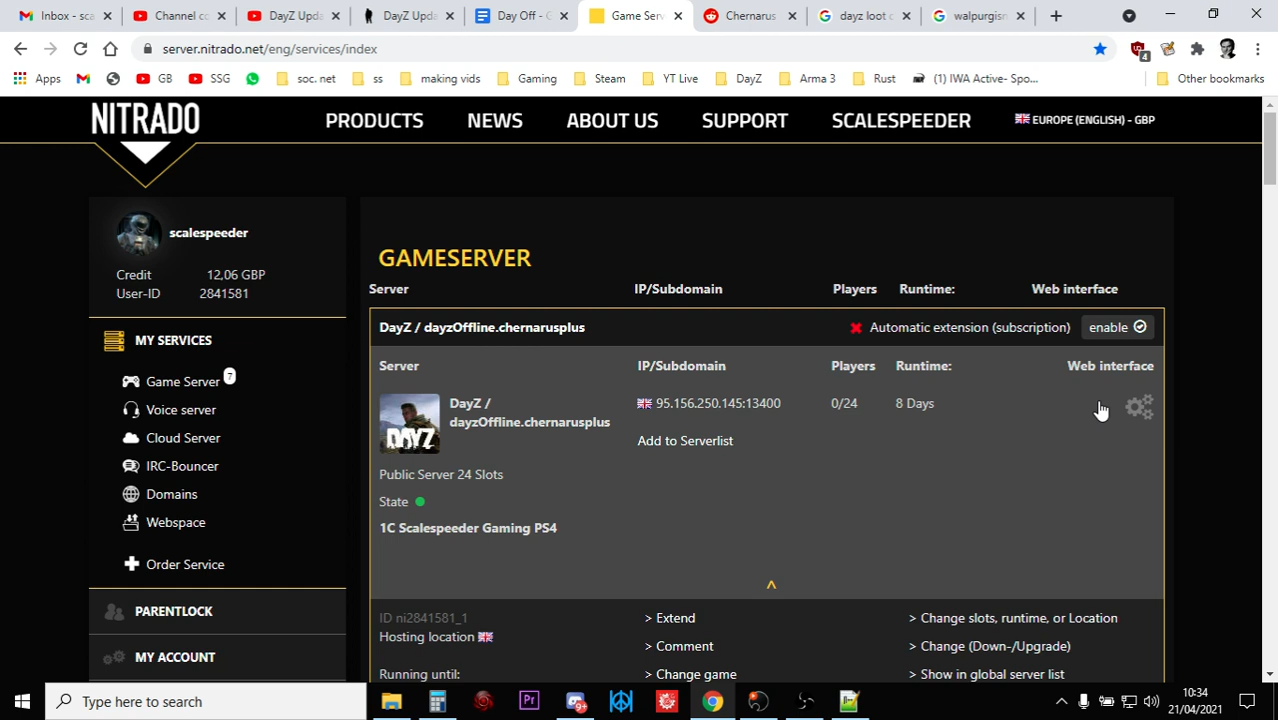 Inbox - sca
Channel co
DayZ Upda
DayZ Upda
Day Off - G
Game Serv
Chernarus
dayz loot c
walpurgisn
server.nitrado.net/eng/services/index
4
Apps
GB
SSG
soc. net
ss
making vids
Gaming
Steam
YT Live
DayZ
Arma 3
Rust
(1) IWA Active- Spo...
Other bookmarks
NITRADO
PRODUCTS
NEWS
ABOUT US
SUPPORT
SCALESPEEDER
EUROPE (ENGLISH) - GBP
scalespeeder
Credit 12,06 GBP
User-ID 2841581
MY SERVICES
Game Server 7
Voice server
Cloud Server
IRC-Bouncer
Domains
Webspace
Order Service
PARENTLOCK
MY ACCOUNT
GAMESERVER
Server IP/Subdomain Players Runtime: Web interface
DayZ / dayzOffline.chernarusplus
Automatic extension (subscription) enable
Server IP/Subdomain Players Runtime: Web interface
DAYZ
DayZ /
dayzOffline.chernarusplus
95.156.250.145:13400
0/24
8 Days
Add to Serverlist
Public Server 24 Slots
State
1C Scalespeeder Gaming PS4
ID ni2841581_1
Hosting location
Running until:
> Extend
> Comment
> Change game
> Change slots, runtime, or Location
> Change (Down-/Upgrade)
> Show in global server list
Type here to search
Pr
9+
10:34
21/04/2021